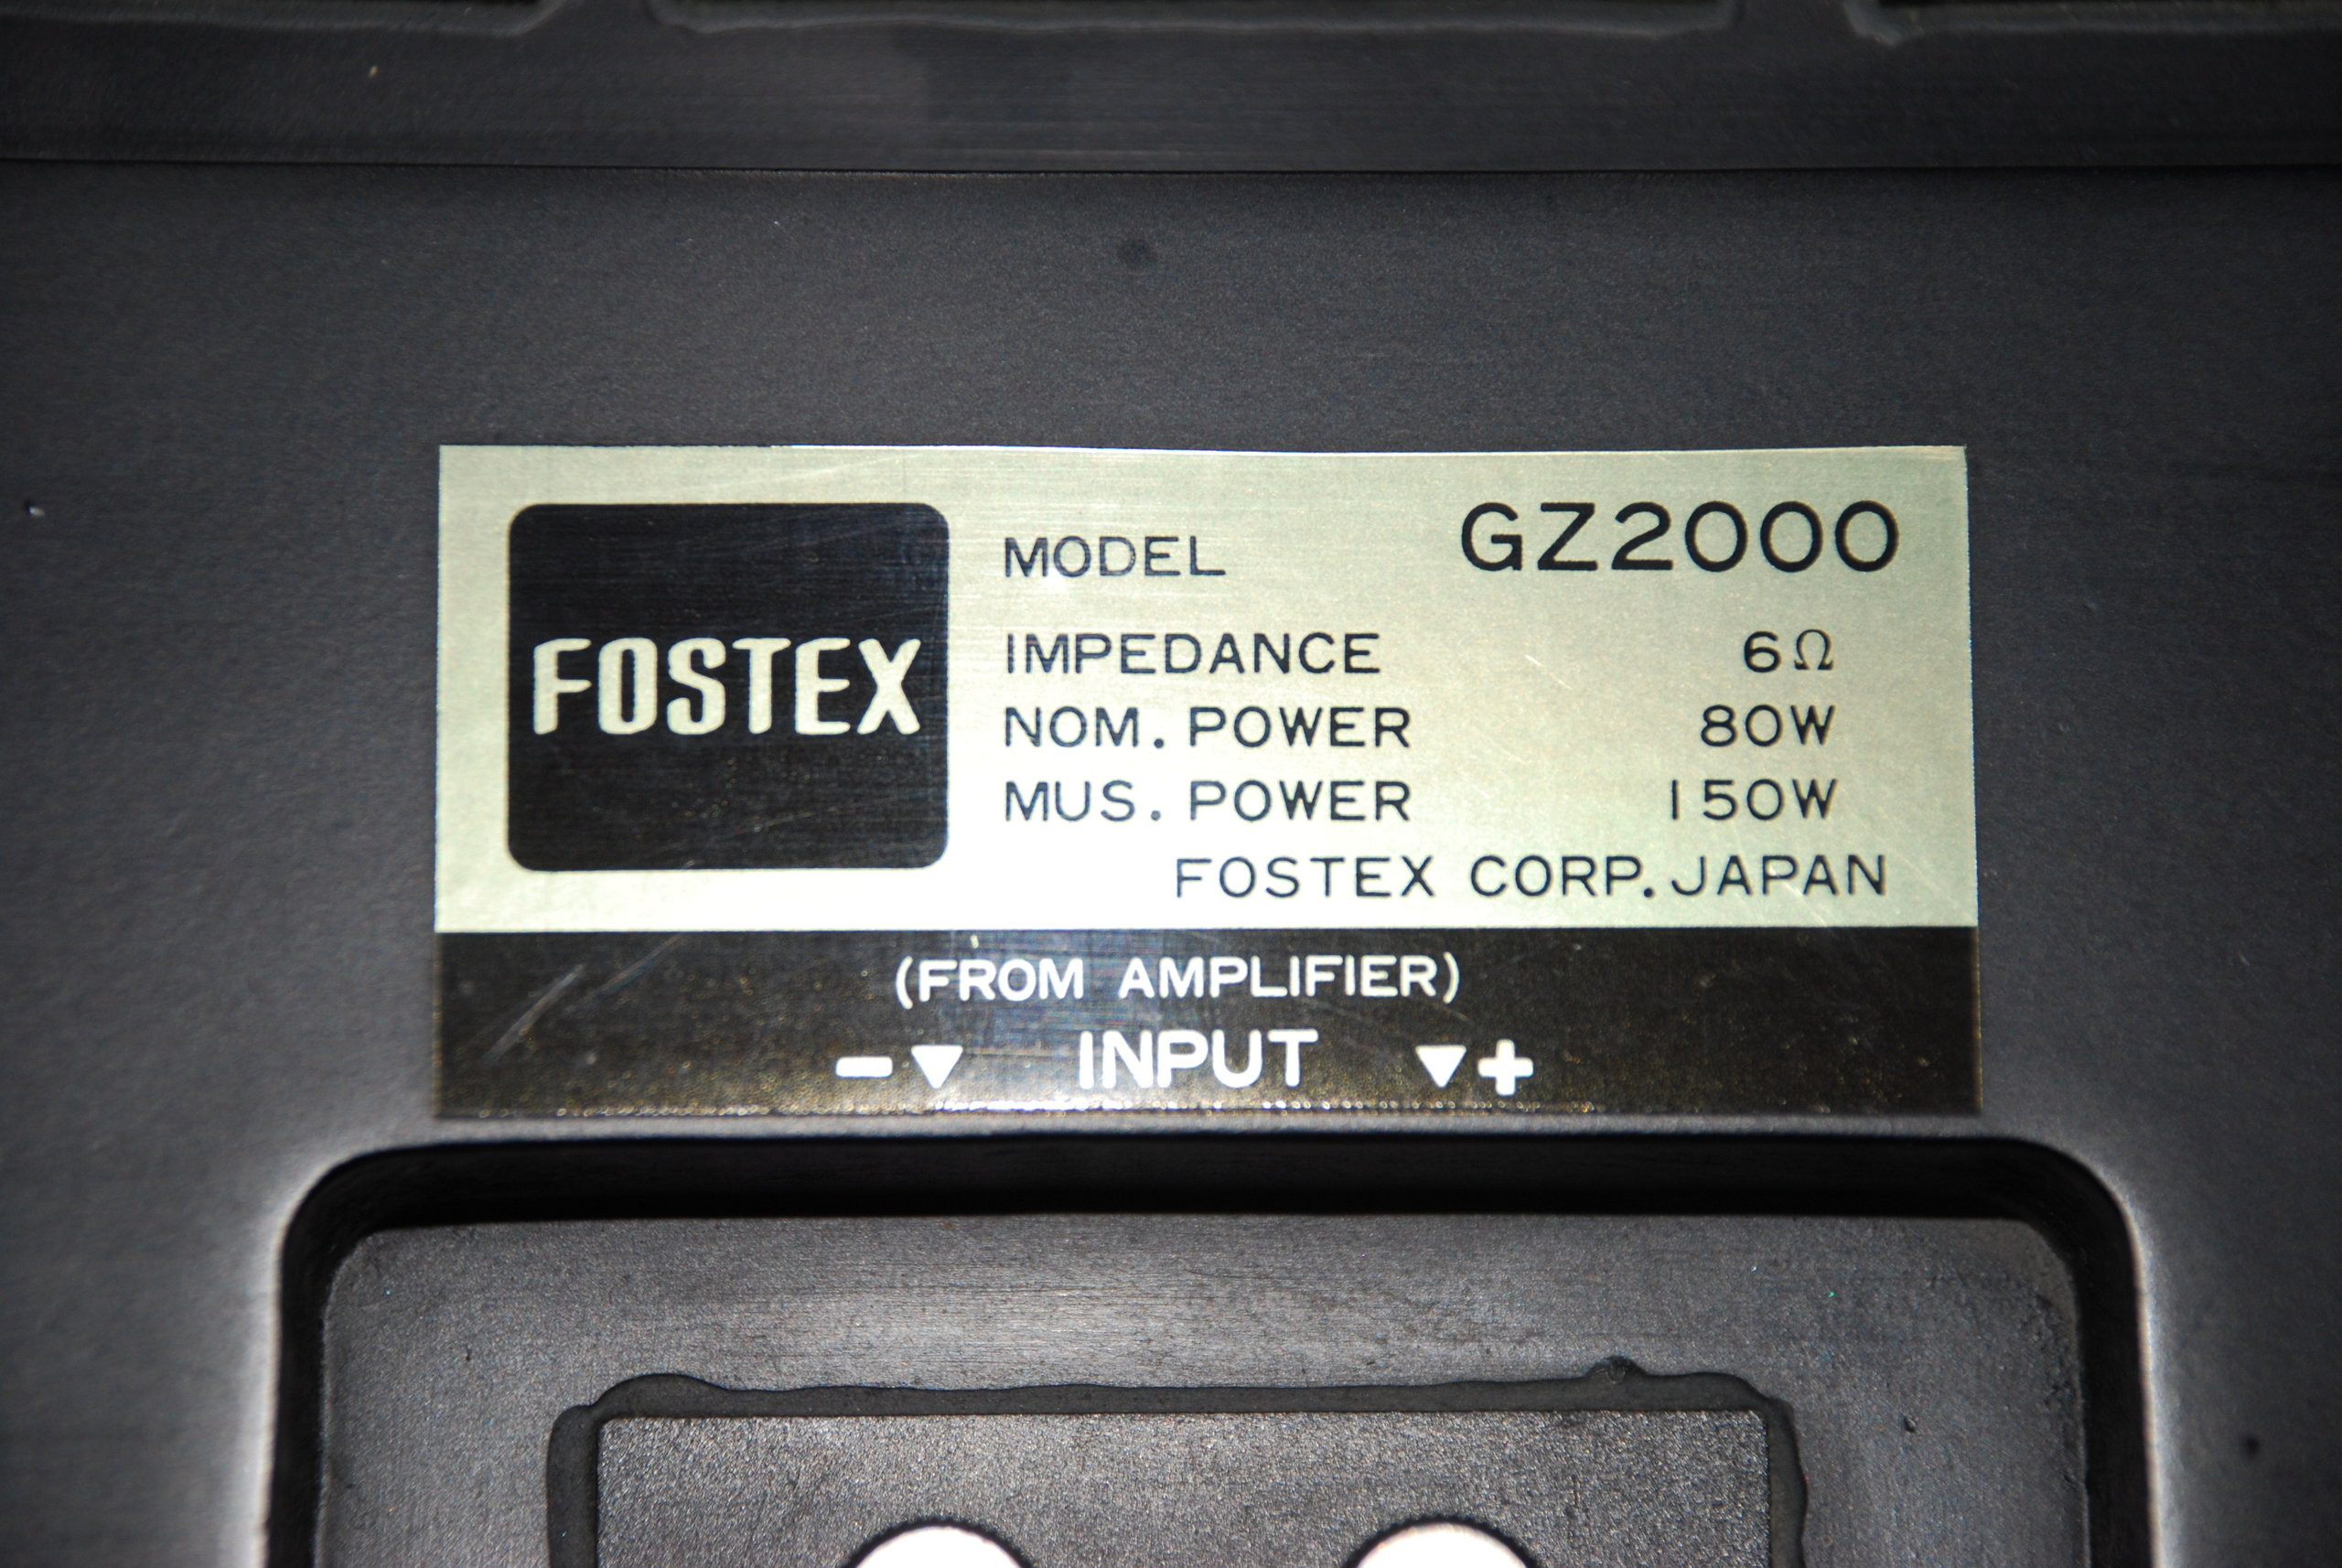 FOSTEX
MODEL GZ2000
IMPEDANCE 6Ω
NOM. POWER 80W
MUS. POWER 150W
FOSTEX CORP. JAPAN
(FROM AMPLIFIER)
-▼ INPUT ▼+